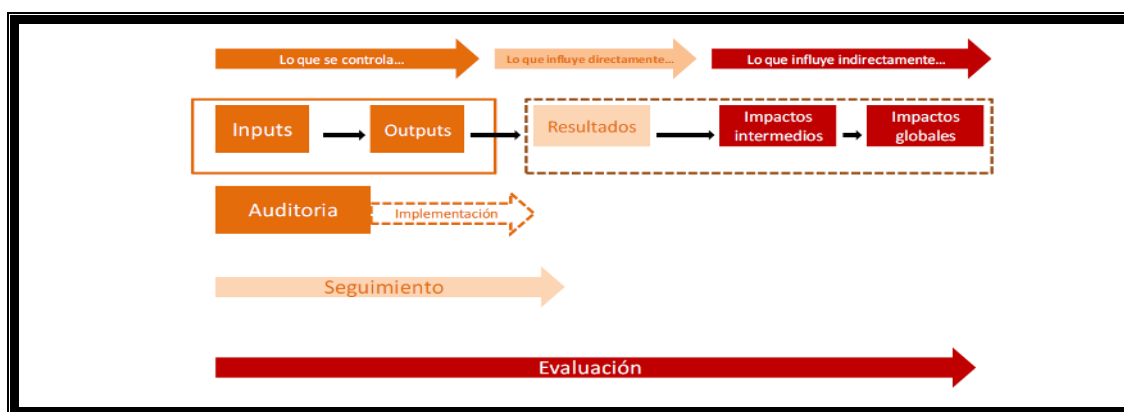 Lo que se controla...
Lo que influye directamente...
Lo que influye indirectamente...
Inputs
Outputs
Resultados
Impactos
intermedios
Impactos
globales
Auditoria
Implementación
Seguimiento
Evaluación